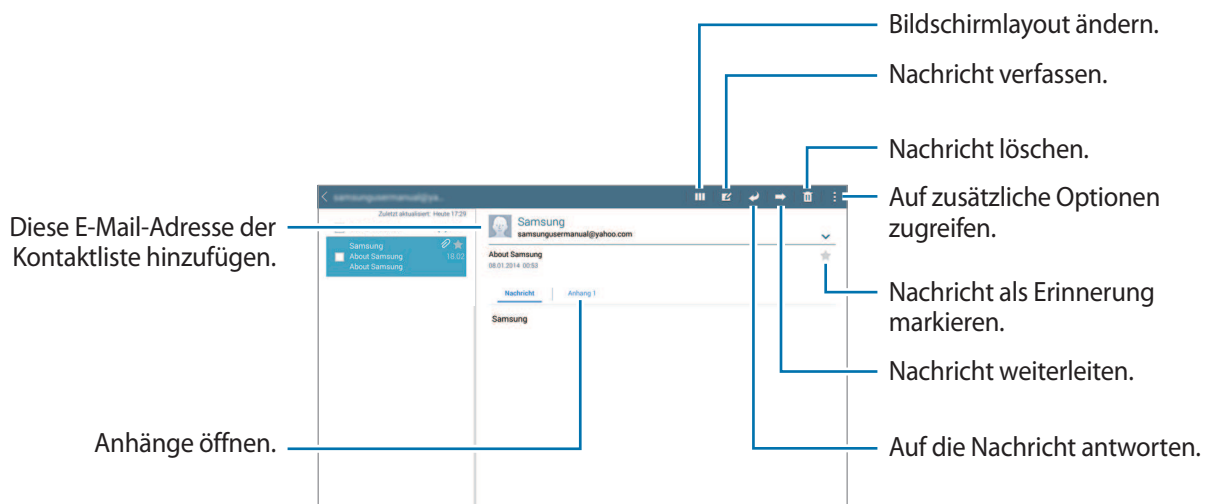 Bildschirmlayout ändern.
Nachricht verfassen.
Nachricht löschen.
Auf zusätzliche Optionen
zugreifen.
Diese E-Mail-Adresse der
Kontaktliste hinzufügen.
Zuletzt aktualisiert: Heute 17:29
Samsung
About Samsung 18.02
About Samsung
Samsung
samsungusermanual@yahoo.com
About Samsung
08.01.2014 00:53
Nachricht Anhang 1
Samsung
Nachricht als Erinnerung
markieren.
Nachricht weiterleiten.
Anhänge öffnen.
Auf die Nachricht antworten.